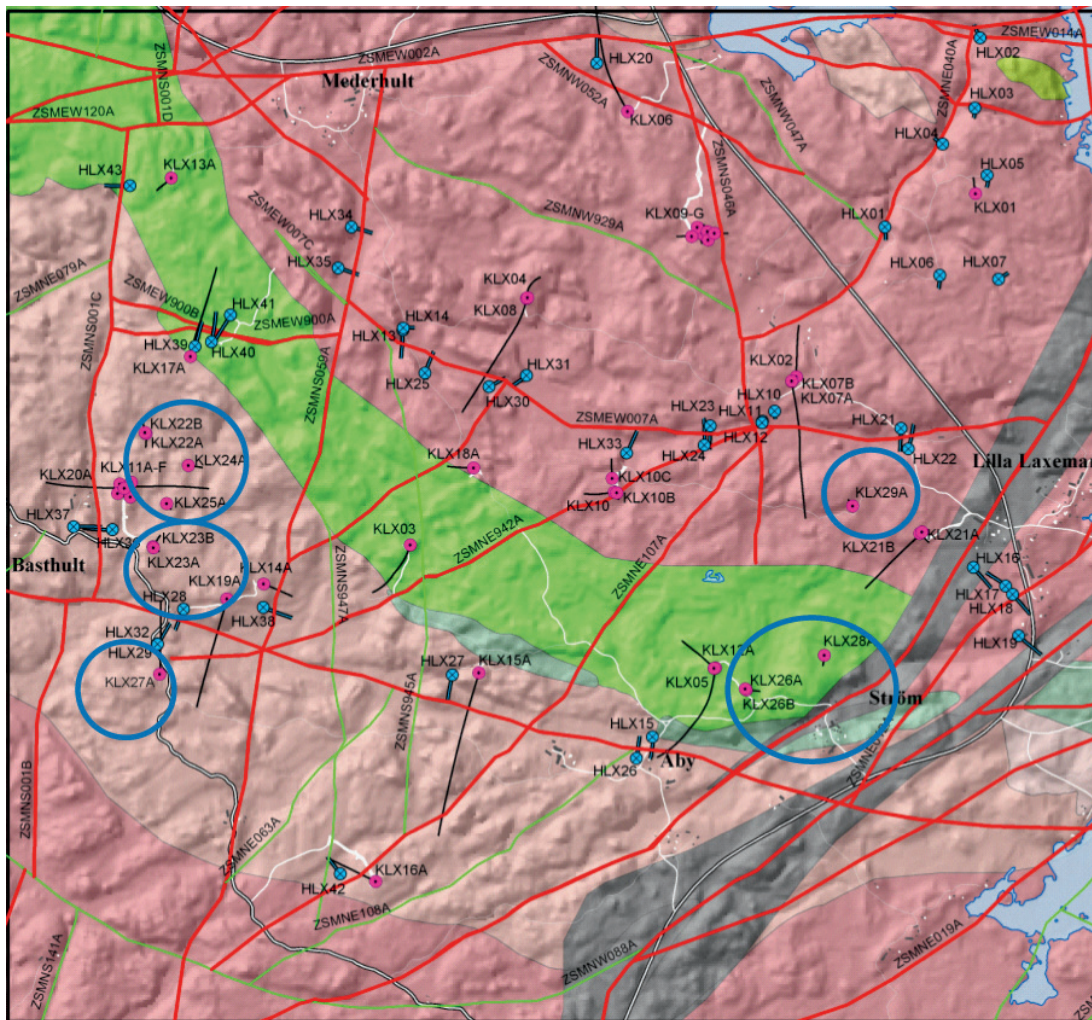 ZSMEW014A
HLX02
ZSMNS001D
ZSMEW002A
HLX20
Mederhult
ZSMNW052A
ZSMNE040A
HLX03
ZSMEW120A
KLX06
ZSMNW047A
HLX04
HLX43
KLX13A
HLX05
KLX01
ZSMNS046A
HLX34
ZSMEW007C
ZSMNW929A
KLX09-G
HLX01
HLX35
ZSMNE079A
KLX04
HLX06
HLX07
ZSMNS001C
ZSMEW900B
HLX41
KLX08
ZSMEW900A
HLX14
HLX13
HLX39
HLX40
KLX17A
ZSMNS059A
KLX02
HLX25
HLX31
HLX30
KLX07B
KLX07A
HLX10
ZSMEW007A
HLX23
HLX11
HLX21
KLX22B
KLX22A
HLX12
HLX33
HLX24
HLX22
Lilla Laxemar
KLX24A
KLX18A
KLX20A
KLX11A-F
KLX10C
KLX29A
KLX25A
KLX10
KLX10B
HLX37
KLX03
ZSMNE942A
KLX23B
KLX21B
KLX21A
Basthult
KLX23A
ZSMNE107A
HLX16
KLX19A
KLX14A
HLX28
ZSMNS947A
HLX17
HLX18
HLX38
HLX32
HLX19
HLX29
KLX28A
KLX12A
HLX27
KLX15A
KLX05
KLX27A
KLX26A
KLX26B
Ström
ZSMNS945A
HLX15
Aby
HLX26
ZSMNS001B
ZSMNE063A
KLX16A
HLX42
ZSMNE108A
ZSMNW088A
ZSMNE019A
ZSMNS141A